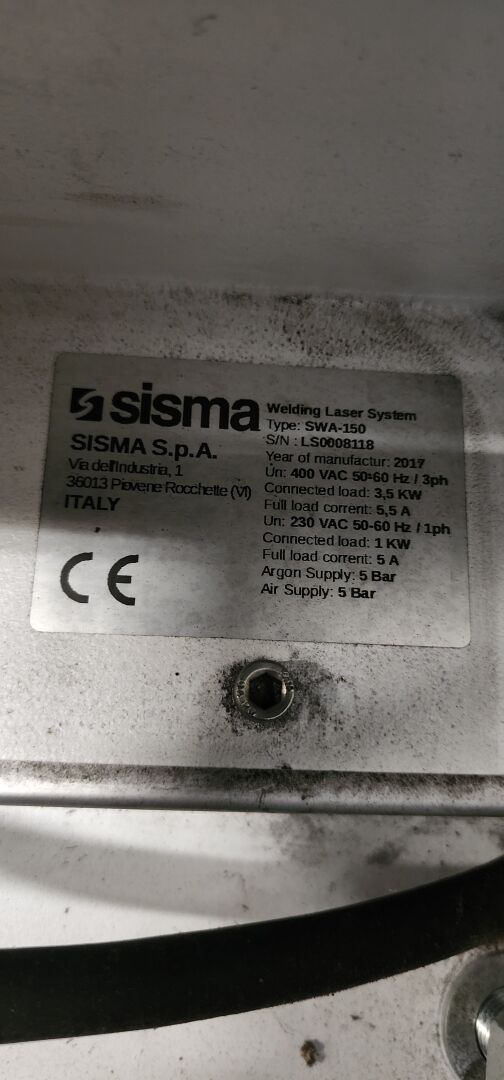 sisma
SISMA S.p.A.
Via dell'Industria, 1
36013 Piovene Rocchette (VI)
ITALY
CE
Welding Laser System
Type: SWA-150
S/N : LS0008118
Year of manufactur: 2017
Un: 400 VAC 50-60 Hz / 3ph
Connected load: 3,5 KW
Full load current: 5,5 A
Un: 230 VAC 50-60 Hz / 1ph
Connected load: 1 KW
Full load current: 5 A
Argon Supply: 5 Bar
Air Supply: 5 Bar